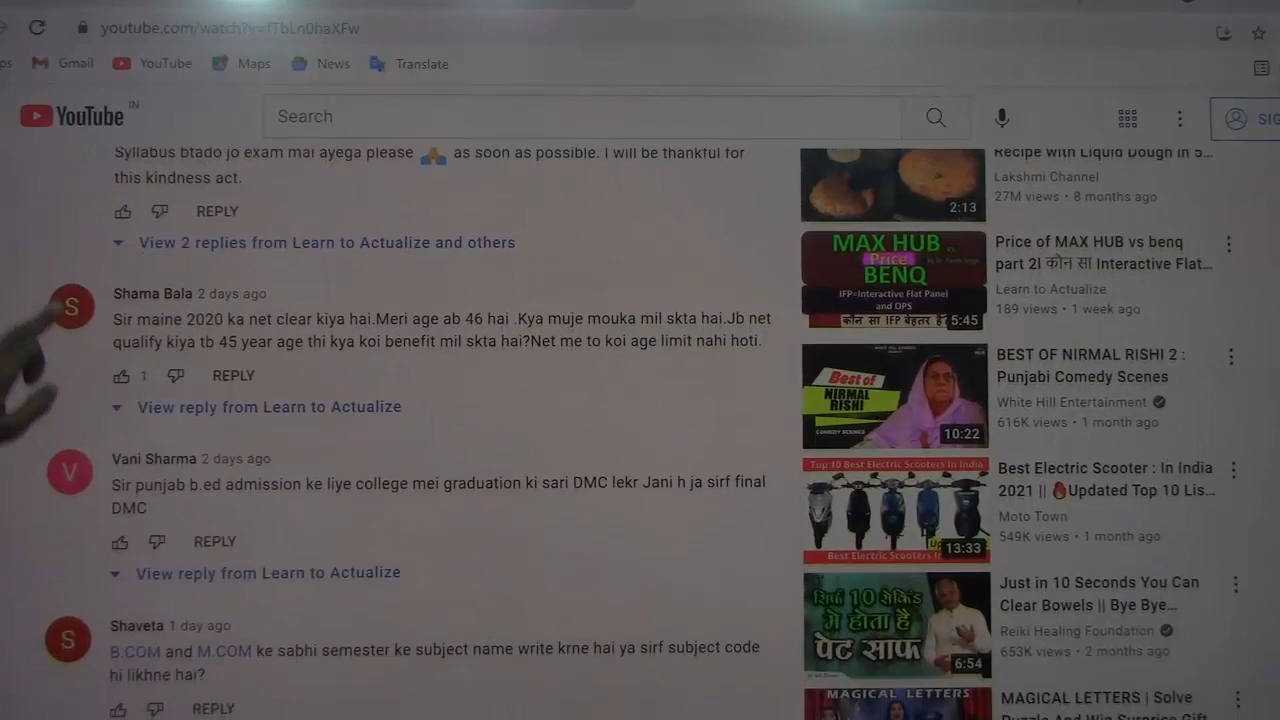 youtube.com/watch?v=fTbLn0haXFw
ps Gmail YouTube Maps News Translate
YouTube IN
Search
SIG
Syllabus btado jo exam mai ayega please 🙏 as soon as possible. I will be thankful for
this kindness act.
REPLY
View 2 replies from Learn to Actualize and others
S
Shama Bala 2 days ago
Sir maine 2020 ka net clear kiya hai.Meri age ab 46 hai .Kya muje mouka mil skta hai.Jb net
qualify kiya tb 45 year age thi kya koi benefit mil skta hai?Net me to koi age limit nahi hoti.
1 REPLY
View reply from Learn to Actualize
V
Vani Sharma 2 days ago
Sir punjab b.ed admission ke liye college mei graduation ki sari DMC lekr Jani h ja sirf final
DMC
REPLY
View reply from Learn to Actualize
S
Shaveta 1 day ago
B.COM and M.COM ke sabhi semester ke subject name write krne hai ya sirf subject code
hi likhne hai?
REPLY
Recipe with Liquid Dough in 5...
Lakshmi Channel
27M views • 8 months ago
2:13
MAX HUB vs
Price
BENQ
IFP=Interactive Flat Panel
and OPS
कौन सा IFP बेहतर है
5:45
Price of MAX HUB vs benq
part 2l कौन सा Interactive Flat...
Learn to Actualize
189 views • 1 week ago
Best of
NIRMAL
RISHI
COMEDY SCENES
10:22
BEST OF NIRMAL RISHI 2 :
Punjabi Comedy Scenes
White Hill Entertainment
616K views • 1 month ago
Top 10 Best Electric Scooters In India
Best Electric Scooters In
13:33
Best Electric Scooter : In India
2021 || 🔥Updated Top 10 Lis...
Moto Town
549K views • 1 month ago
सिर्फ 10 सेकिंड
मे होता है
पेट साफ
6:54
Just in 10 Seconds You Can
Clear Bowels || Bye Bye...
Reiki Healing Foundation
653K views • 2 months ago
MAGICAL LETTERS
MAGICAL LETTERS | Solve
Puzzle And Win Surprise Gift